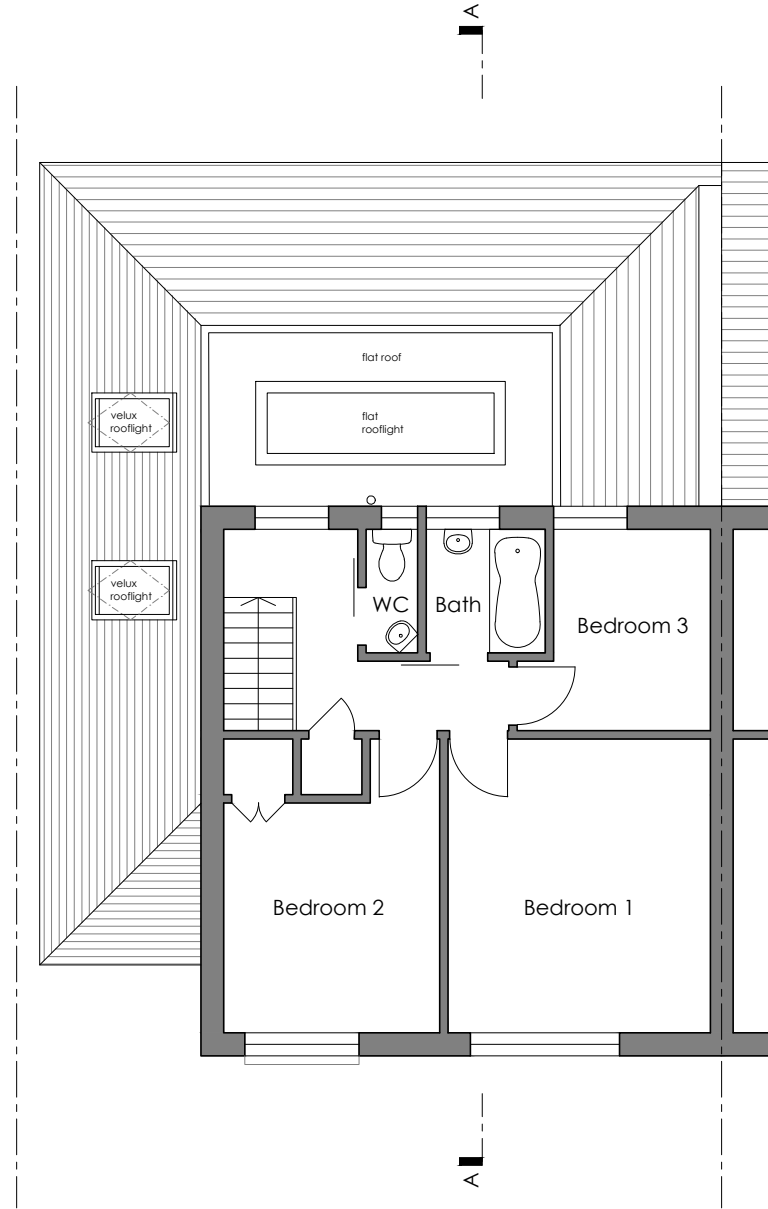 A
flat roof
velux
rooflight
flat
rooflight
velux
rooflight
WC
Bath
Bedroom 3
Bedroom 2
Bedroom 1
A